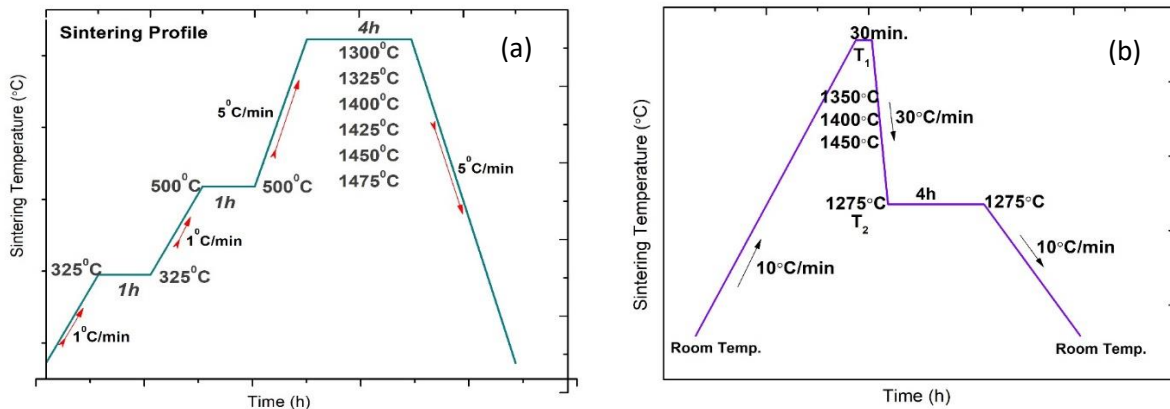 Sintering Profile
(a)
4h
1300⁰C
1325⁰C
1400⁰C
1425⁰C
1450⁰C
1475⁰C
5⁰C/min
5⁰C/min
500⁰C
500⁰C
1h
1⁰C/min
325⁰C
325⁰C
1h
1⁰C/min
Sintering Temperature (°C)
Time (h)
(b)
30min.
T₁
1350°C
1400°C
1450°C
30°C/min
1275°C
4h
1275°C
T₂
10°C/min
10°C/min
Room Temp.
Room Temp.
Sintering Temperature (°C)
Time (h)